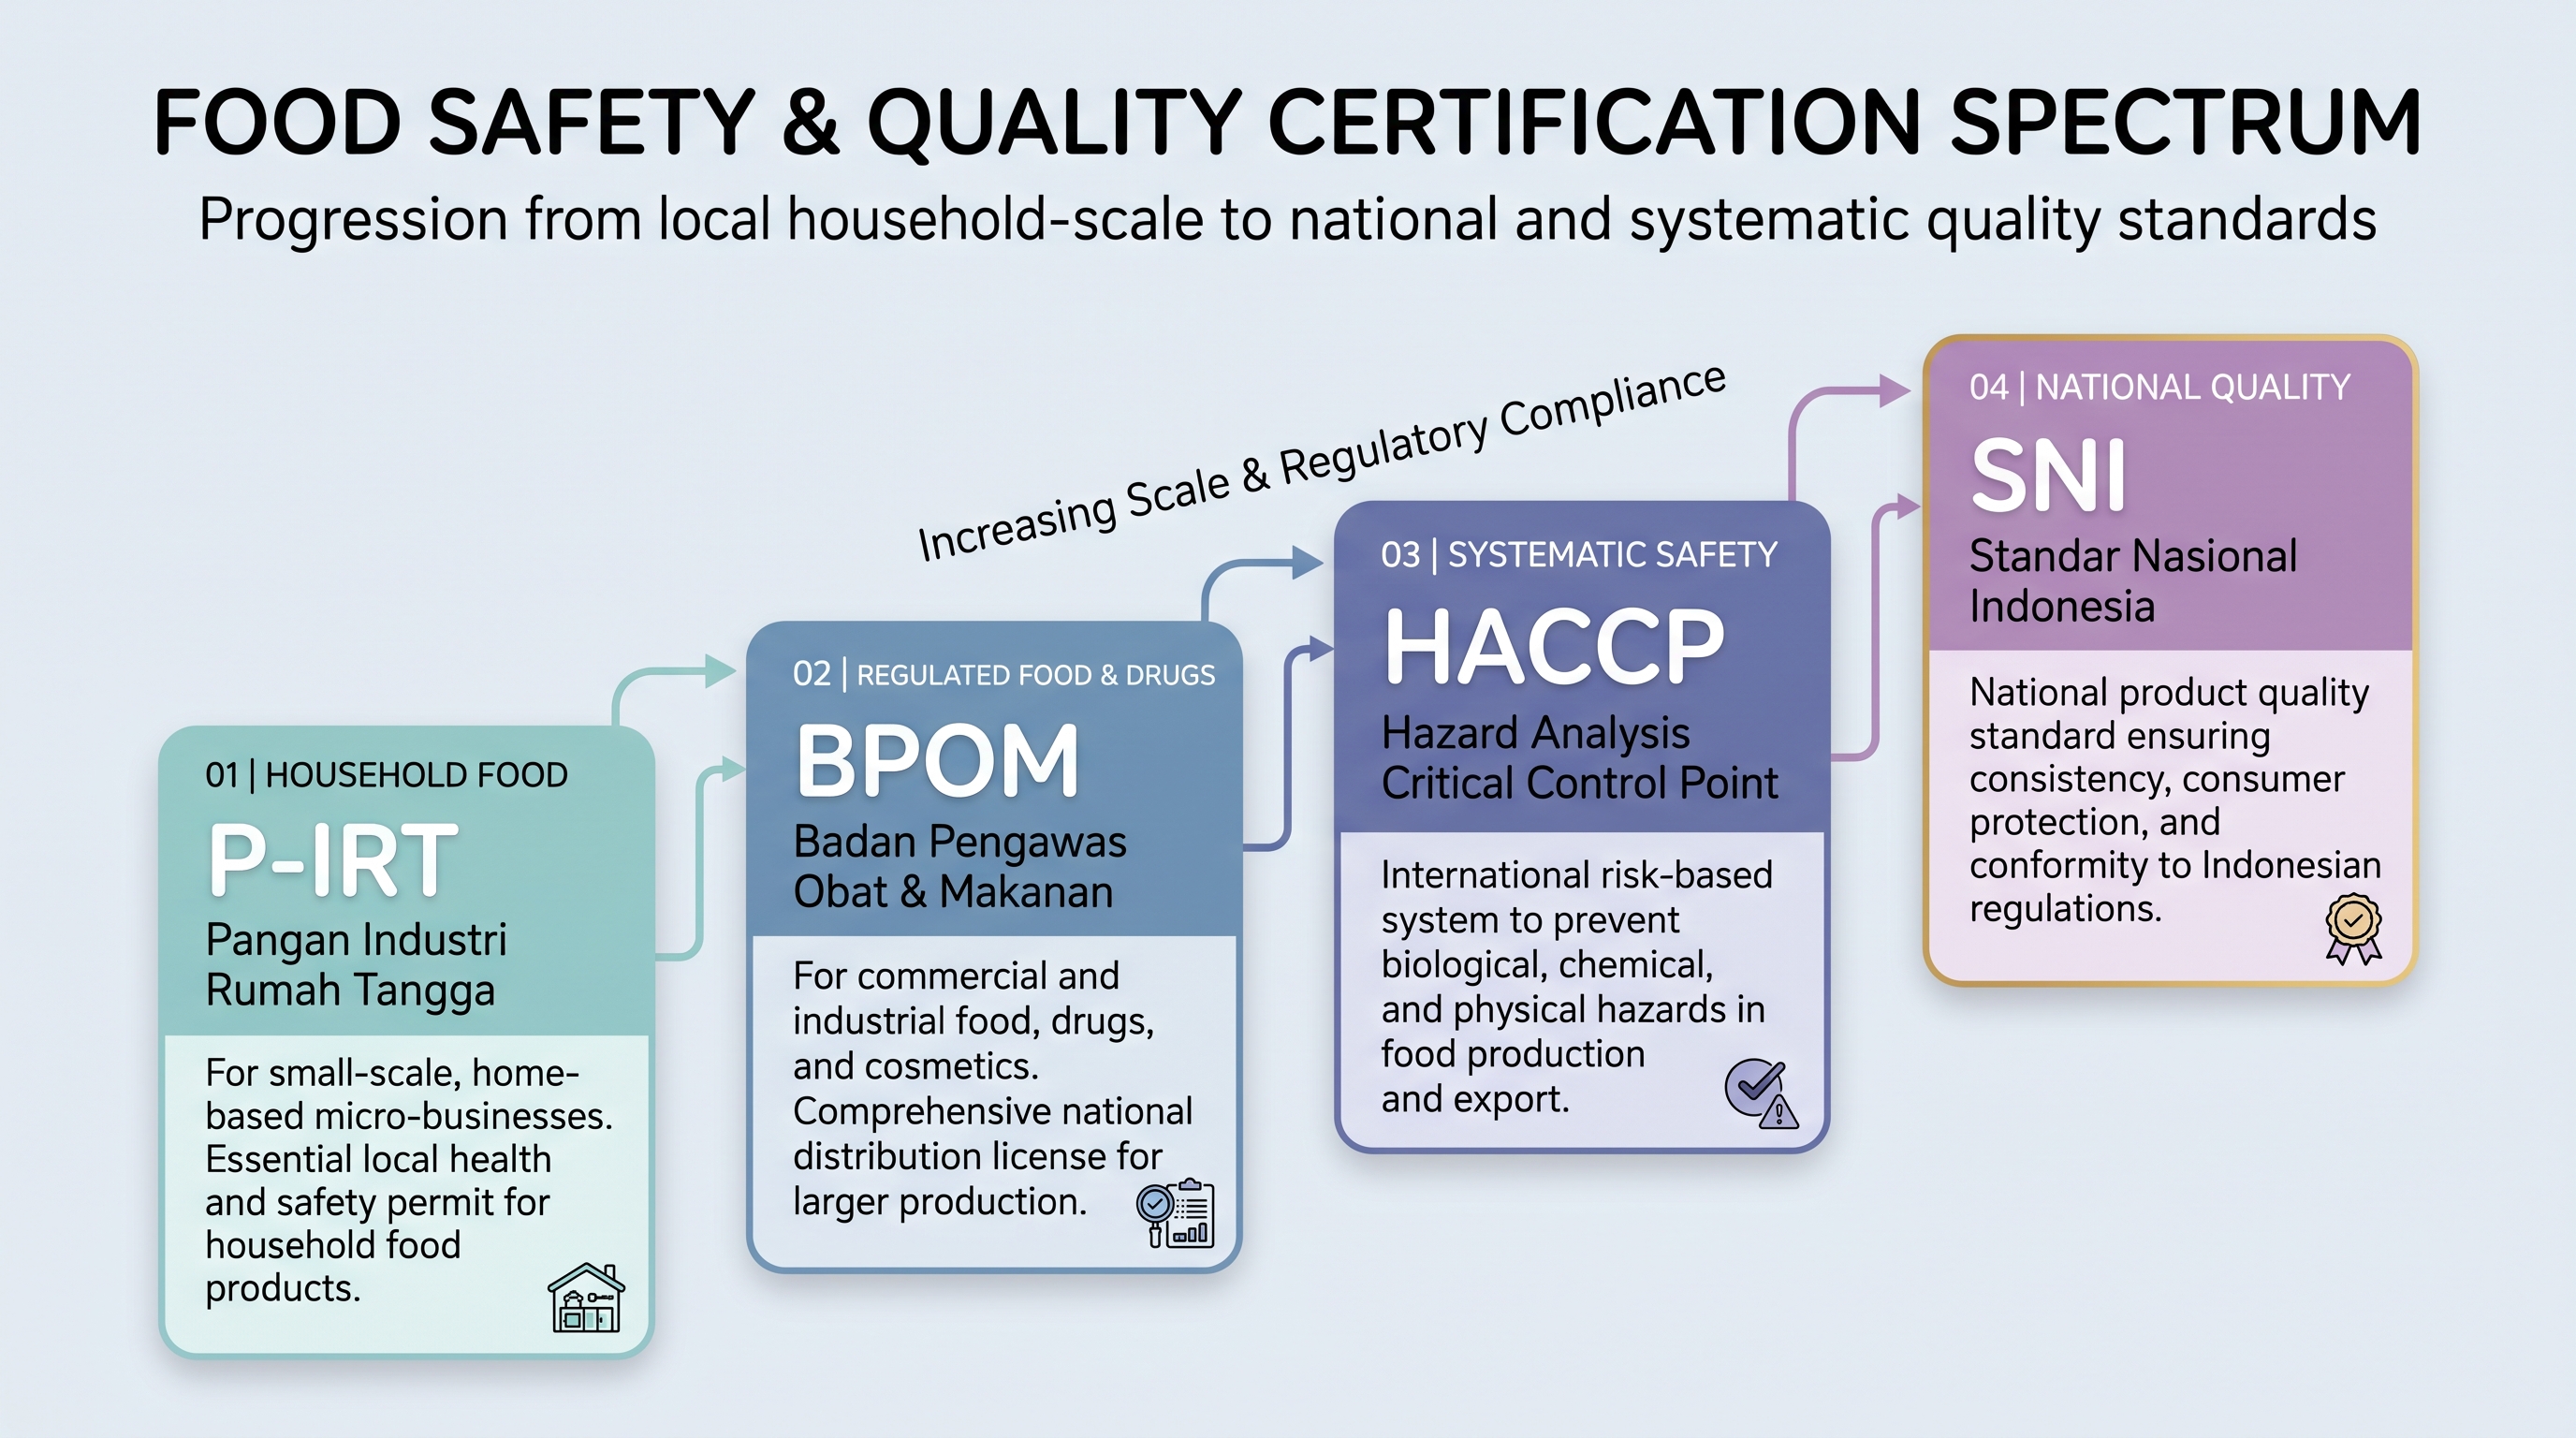 FOOD SAFETY & QUALITY CERTIFICATION SPECTRUM
Progression from local household-scale to national and systematic quality standards
Increasing Scale & Regulatory Compliance
01 | HOUSEHOLD FOOD
P-IRT
Pangan Industri
Rumah Tangga
For small-scale, home-
based micro-businesses.
Essential local health
and safety permit for
household food
products.
02 | REGULATED FOOD & DRUGS
BPOM
Badan Pengawas
Obat & Makanan
For commercial and
industrial food, drugs,
and cosmetics.
Comprehensive national
distribution license for
larger production.
03 | SYSTEMATIC SAFETY
HACCP
Hazard Analysis
Critical Control Point
International risk-based
system to prevent
biological, chemical,
and physical hazards in
food production
and export.
04 | NATIONAL QUALITY
SNI
Standar Nasional
Indonesia
National product quality
standard ensuring
consistency, consumer
protection, and
conformity to Indonesian
regulations.